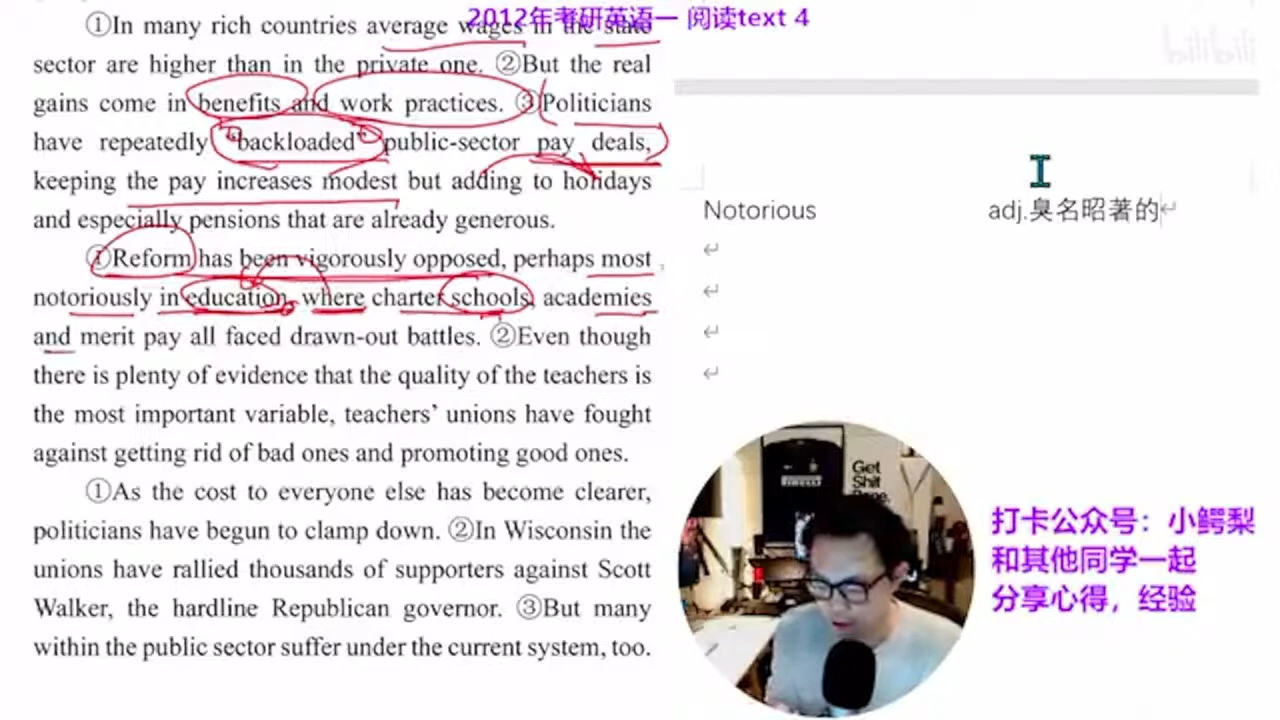 2012年考研英语一 阅读text 4
①In many rich countries average wages in the state
sector are higher than in the private one. ②But the real
gains come in benefits and work practices. ③Politicians
have repeatedly "backloaded" public-sector pay deals,
keeping the pay increases modest but adding to holidays
and especially pensions that are already generous.
①Reform has been vigorously opposed, perhaps most
notoriously in education, where charter schools, academies
and merit pay all faced drawn-out battles. ②Even though
there is plenty of evidence that the quality of the teachers is
the most important variable, teachers' unions have fought
against getting rid of bad ones and promoting good ones.
①As the cost to everyone else has become clearer,
politicians have begun to clamp down. ②In Wisconsin the
unions have rallied thousands of supporters against Scott
Walker, the hardline Republican governor. ③But many
within the public sector suffer under the current system, too.
bilibili
Notorious adj.臭名昭著的
Get
Shit
Done.
PIRELLI
打卡公众号：小鳄梨
和其他同学一起
分享心得，经验